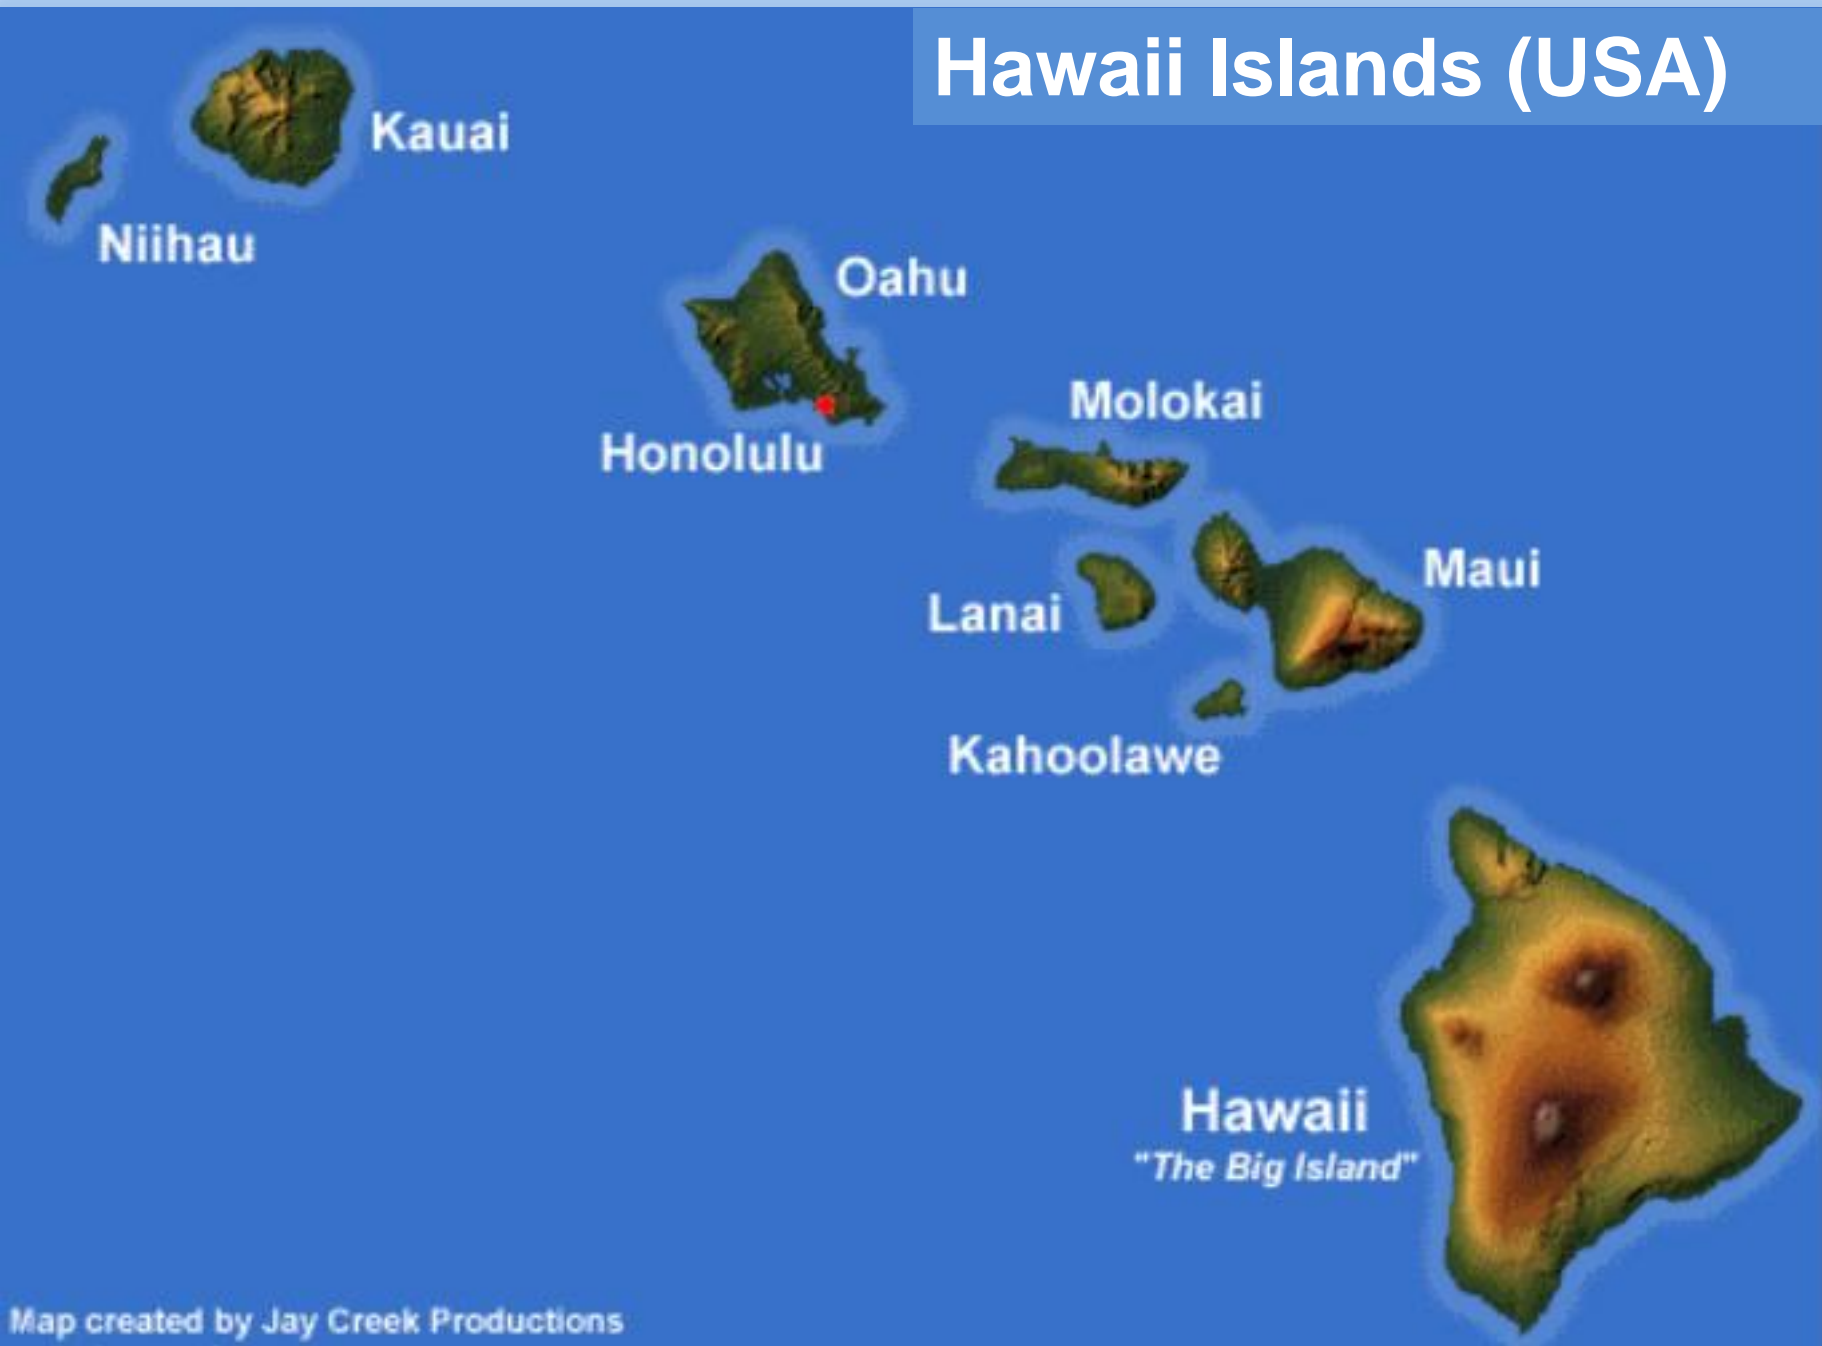 Hawaii Islands (USA)
Kauai
Niihau
Oahu
Honolulu
Molokai
Maui
Lanai
Kahoolawe
Hawaii
"The Big Island"
Map created by Jay Creek Productions